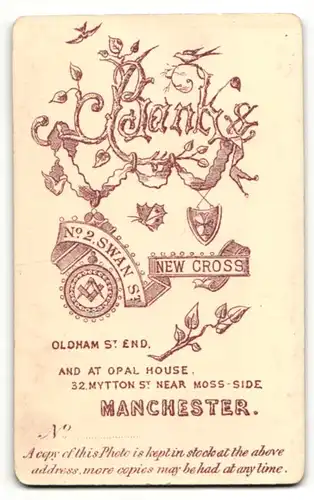 J. Banks
No. 2, SWAN ST
NEW CROSS
OLDHAM ST END,
AND AT OPAL HOUSE,
32, MYTTON ST NEAR MOSS-SIDE
MANCHESTER.
No
A copy of this Photo is kept in stock at the above
address, more copies may be had at any time.